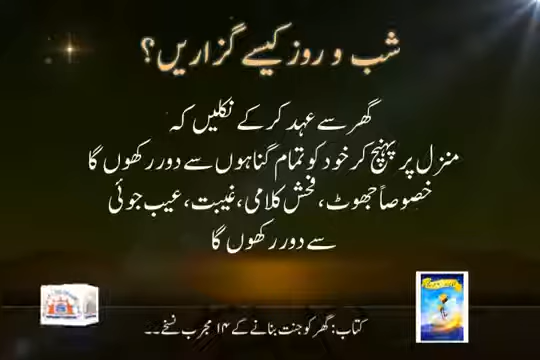 شب و روز کیسے گزاریں؟
گھر سے عہد کر کے نکلیں کہ
منزل پر پہنچ کر خود کو تمام گناہوں سے دور رکھوں گا
خصوصاً جھوٹ، فحش کلامی، غیبت، عیب جوئی
سے دور رکھوں گا
کتاب: گھر کو جنت بنانے کے ۱۴ مجرب نسخے۔۔